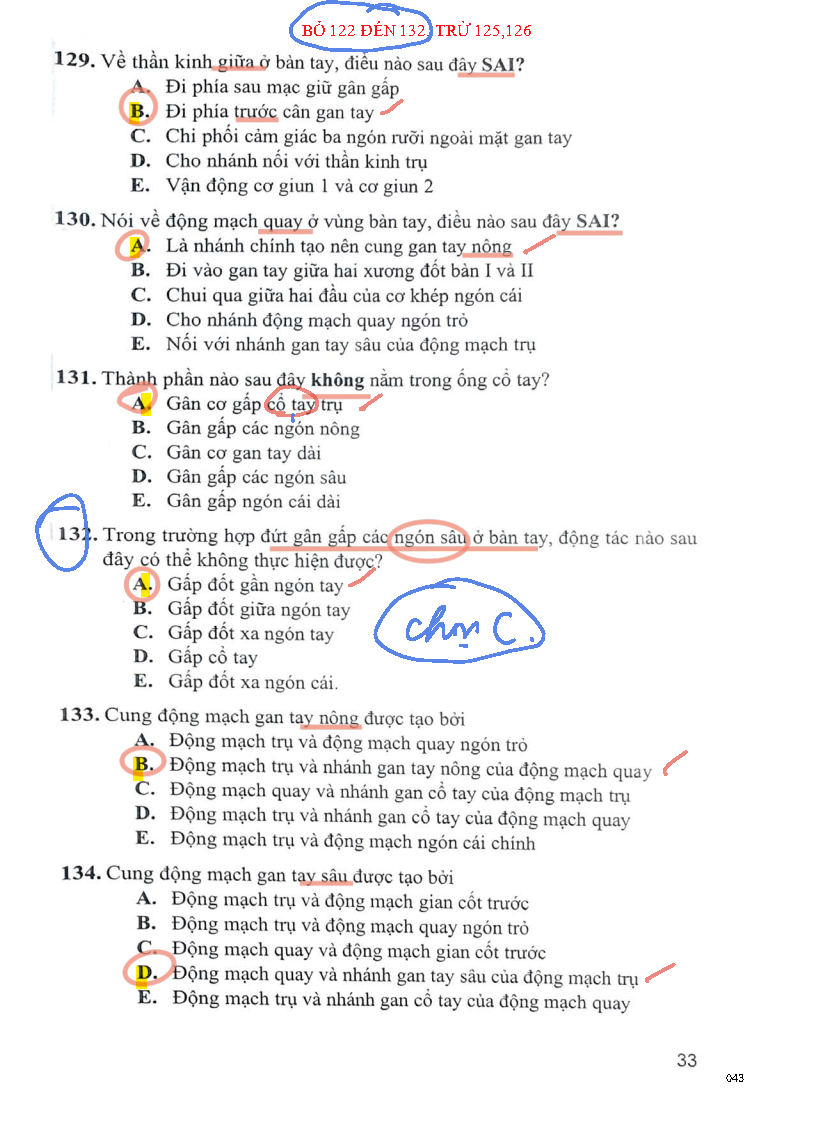 BỎ 122 ĐẾN 132, TRỪ 125,126
129. Về thần kinh giữa ở bàn tay, điều nào sau đây SAI?
A. Đi phía sau mạc giữ gân gấp
B. Đi phía trước cân gan tay
C. Chi phối cảm giác ba ngón rưỡi ngoài mặt gan tay
D. Cho nhánh nối với thần kinh trụ
E. Vận động cơ giun 1 và cơ giun 2
130. Nói về động mạch quay ở vùng bàn tay, điều nào sau đây SAI?
A. Là nhánh chính tạo nên cung gan tay nông
B. Đi vào gan tay giữa hai xương đốt bàn I và II
C. Chui qua giữa hai đầu của cơ khép ngón cái
D. Cho nhánh động mạch quay ngón trỏ
E. Nối với nhánh gan tay sâu của động mạch trụ
131. Thành phần nào sau đây không nằm trong ống cổ tay?
A. Gân cơ gấp cổ tay trụ
B. Gân gấp các ngón nông
C. Gân cơ gan tay dài
D. Gân gấp các ngón sâu
E. Gân gấp ngón cái dài
132. Trong trường hợp đứt gân gấp các ngón sâu ở bàn tay, động tác nào sau
đây có thể không thực hiện được?
A. Gấp đốt gần ngón tay
B. Gấp đốt giữa ngón tay
C. Gấp đốt xa ngón tay
D. Gấp cổ tay
E. Gấp đốt xa ngón cái.
chọn C.
133. Cung động mạch gan tay nông được tạo bởi
A. Động mạch trụ và động mạch quay ngón trỏ
B. Động mạch trụ và nhánh gan tay nông của động mạch quay
C. Động mạch quay và nhánh gan cổ tay của động mạch trụ
D. Động mạch trụ và nhánh gan cổ tay của động mạch quay
E. Động mạch trụ và động mạch ngón cái chính
134. Cung động mạch gan tay sâu được tạo bởi
A. Động mạch trụ và động mạch gian cốt trước
B. Động mạch trụ và động mạch quay ngón trỏ
C. Động mạch quay và động mạch gian cốt trước
D. Động mạch quay và nhánh gan tay sâu của động mạch trụ
E. Động mạch trụ và nhánh gan cổ tay của động mạch quay
33
043